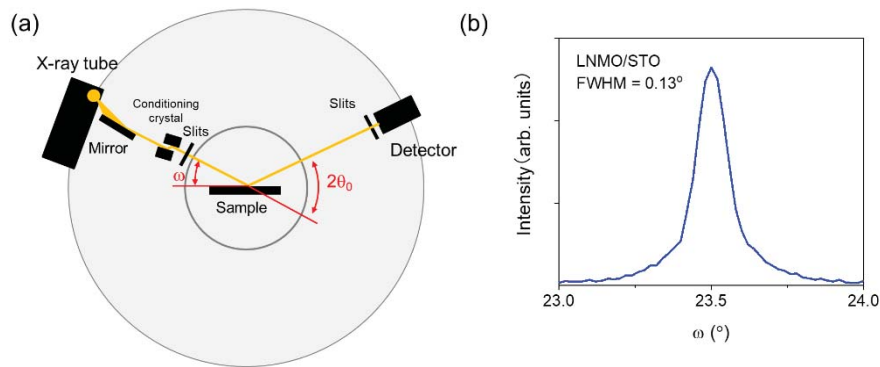 (a)
X-ray tube
Conditioning
crystal
Slits
Mirror
ω
Sample
2θ₀
Slits
Detector
(b)
LNMO/STO
FWHM = 0.13º
Intensity(arb. units)
23.0
23.5
24.0
ω (°)